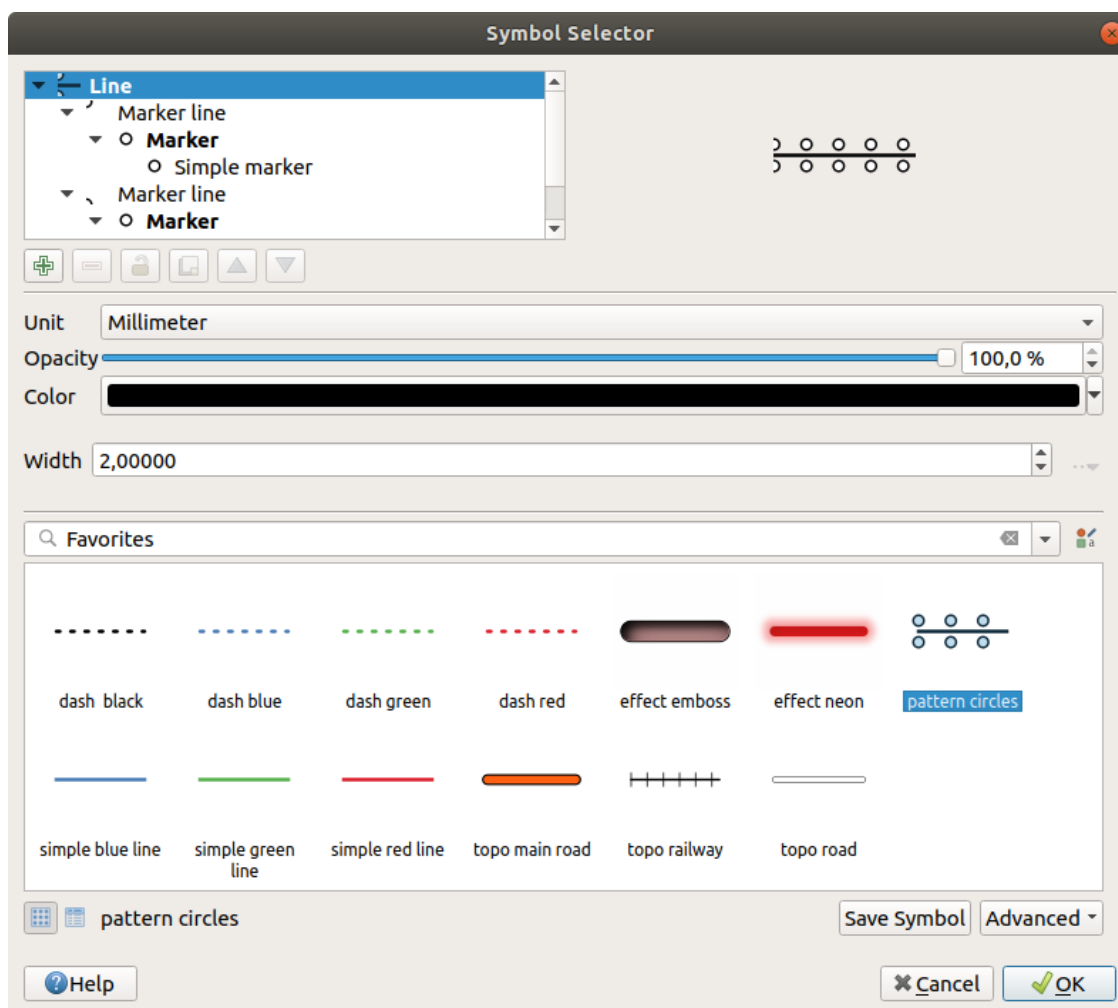 Symbol Selector
Line
Marker line
Marker
Simple marker
Marker line
Marker
Unit Millimeter
Opacity 100,0 %
Color
Width 2,00000
Favorites
dash  black dash blue dash green dash red effect emboss effect neon pattern circles
simple blue line simple green line simple red line topo main road topo railway topo road
pattern circles Save Symbol Advanced
Help Cancel OK